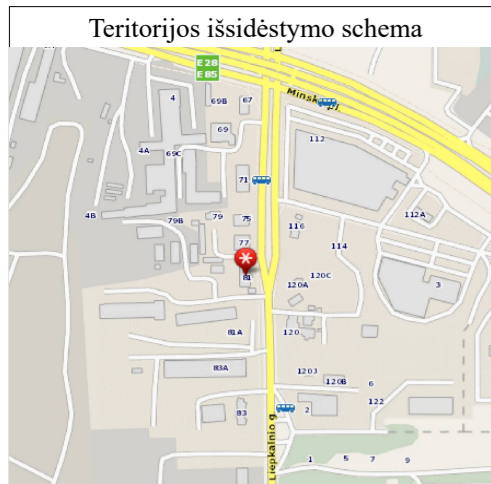 Teritorijos išsidėstymo schema
E28
E85
Minsko pl.
4
69B
67
69
112
4A
69C
71
4B
79B
79
75
112A
116
77
114
81
120C
120A
3
81A
120
83A
120J
120B
6
83
2
122
Liepkalnio g.
1
5
7
9